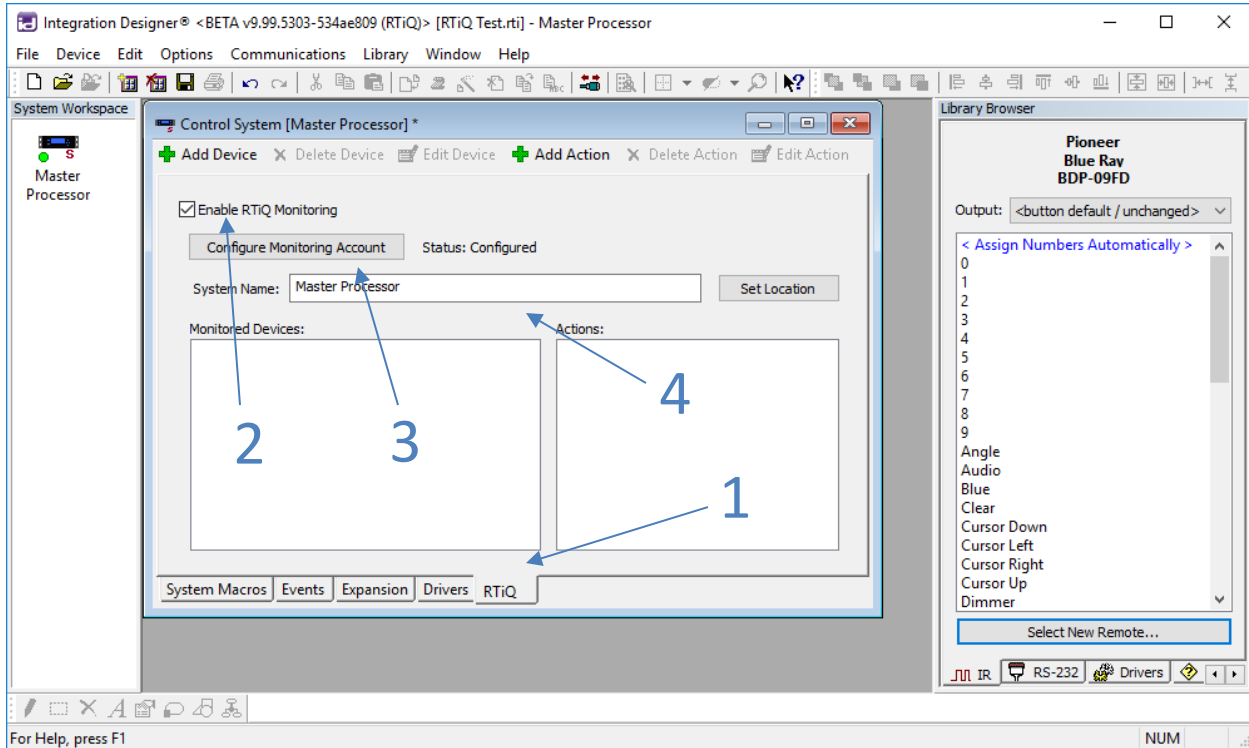 Integration Designer® <BETA v9.99.5303-534ae809 (RTiQ)> [RTiQ Test.rti] - Master Processor
File Device Edit Options Communications Library Window Help
System Workspace
S
Master
Processor
Control System [Master Processor] *
Add Device Delete Device Edit Device Add Action Delete Action Edit Action
Enable RTiQ Monitoring
Configure Monitoring Account Status: Configured
System Name: Master Processor Set Location
Monitored Devices: Actions:
4
2 3
1
System Macros Events Expansion Drivers RTiQ
Library Browser
Pioneer
Blue Ray
BDP-09FD
Output: <button default / unchanged>
< Assign Numbers Automatically >
0
1
2
3
4
5
6
7
8
9
Angle
Audio
Blue
Clear
Cursor Down
Cursor Left
Cursor Right
Cursor Up
Dimmer
Select New Remote...
IR RS-232 Drivers
For Help, press F1 NUM